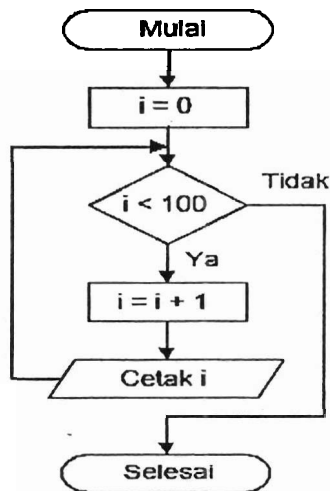 Mulai
i = 0
i < 100
Tidak
Ya
i = i + 1
Cetak i
Selesai